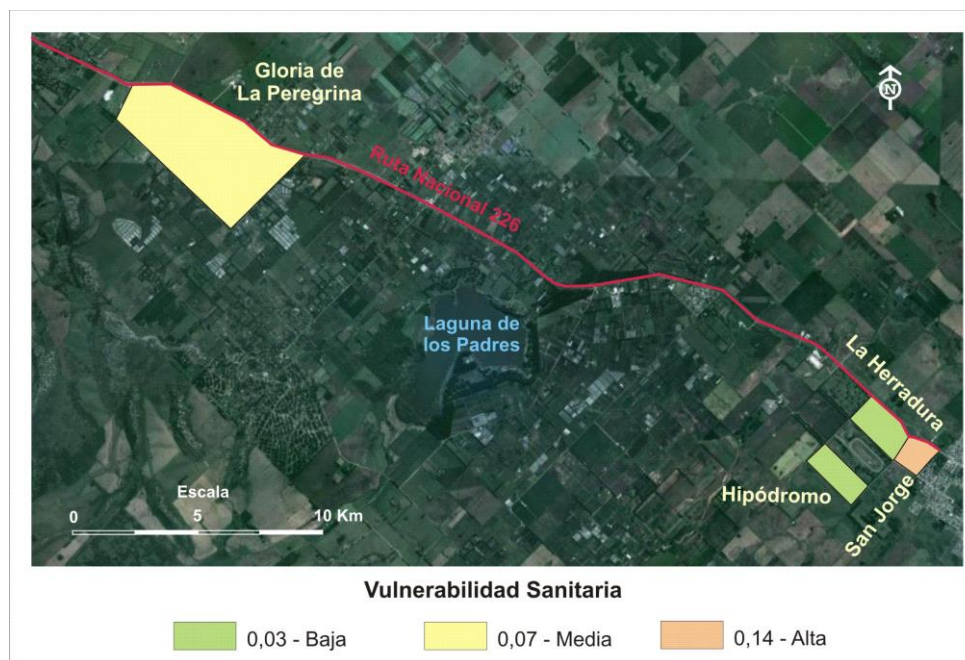 Gloria de
La Peregrina
N
Ruta Nacional 226
Laguna de
los Padres
La Herradura
Hipódromo
San Jorge
Escala
0 5 10 Km
Vulnerabilidad Sanitaria
0,03 - Baja 0,07 - Media 0,14 - Alta